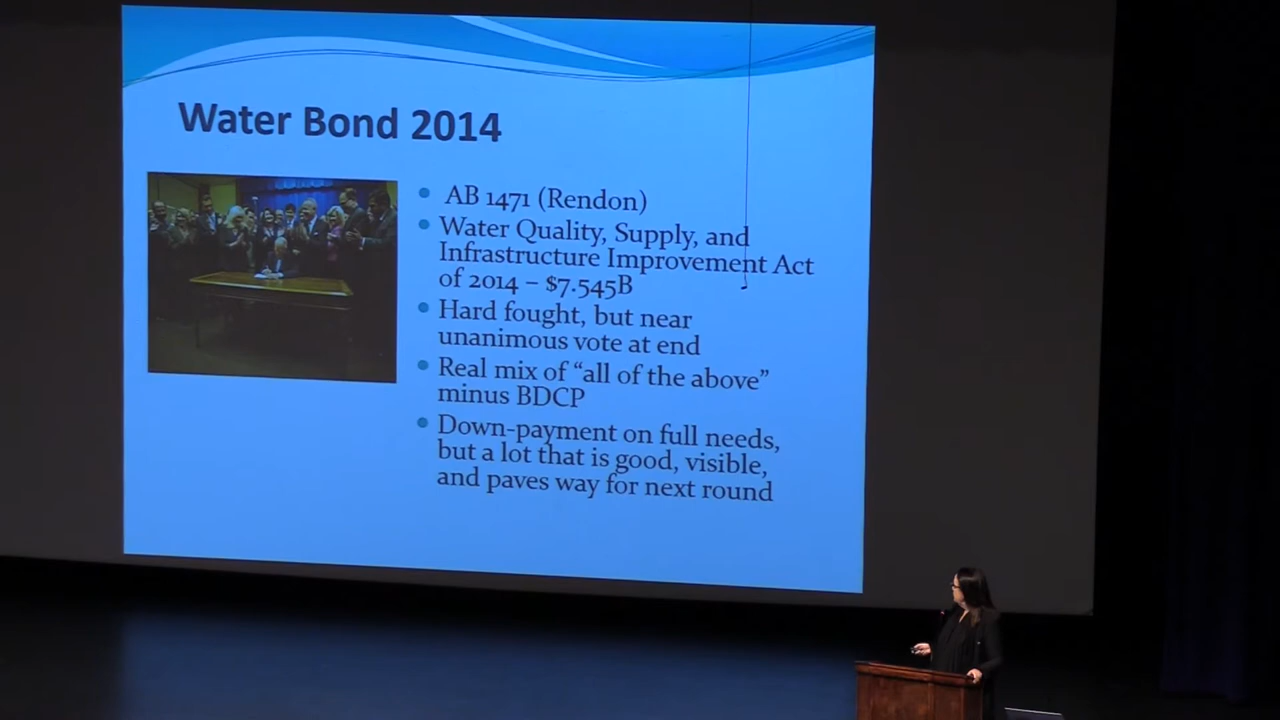 Water Bond 2014
AB 1471 (Rendon)
Water Quality, Supply, and
Infrastructure Improvement Act
of 2014 – $7.545B
Hard fought, but near
unanimous vote at end
Real mix of “all of the above”
minus BDCP
Down-payment on full needs,
but a lot that is good, visible,
and paves way for next round